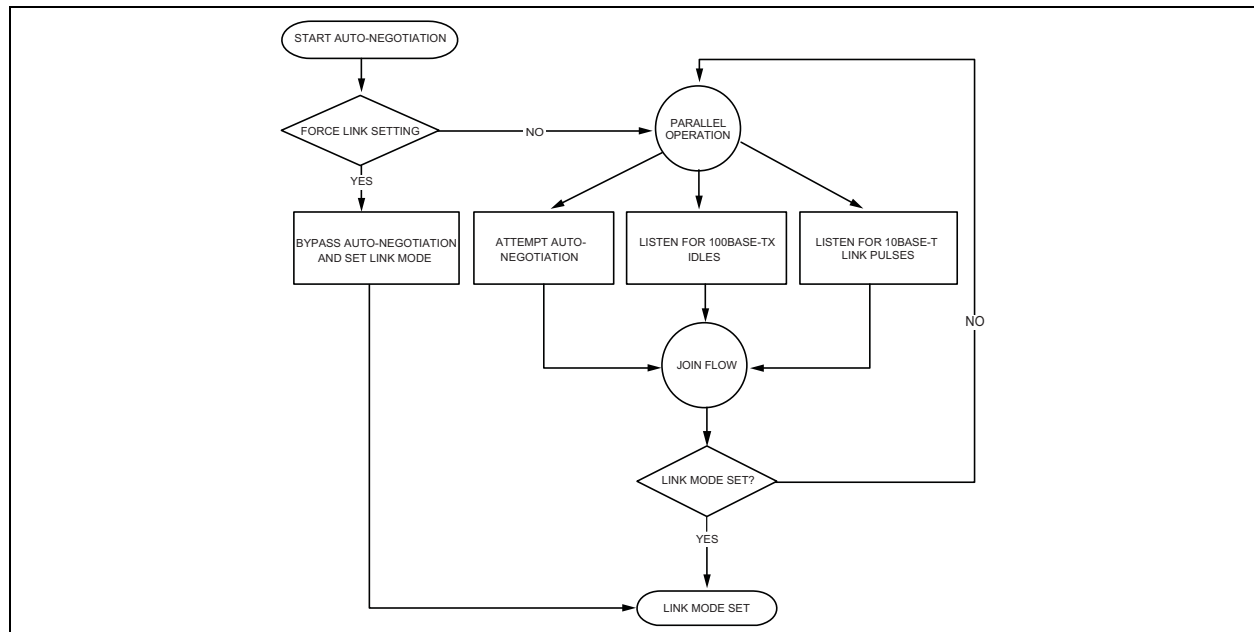 START AUTO-NEGOTIATION
FORCE LINK SETTING
NO
PARALLEL
OPERATION
YES
BYPASS AUTO-NEGOTIATION
AND SET LINK MODE
ATTEMPT AUTO-
NEGOTIATION
LISTEN FOR 100BASE-TX
IDLES
LISTEN FOR 10BASE-T
LINK PULSES
NO
JOIN FLOW
LINK MODE SET?
YES
LINK MODE SET